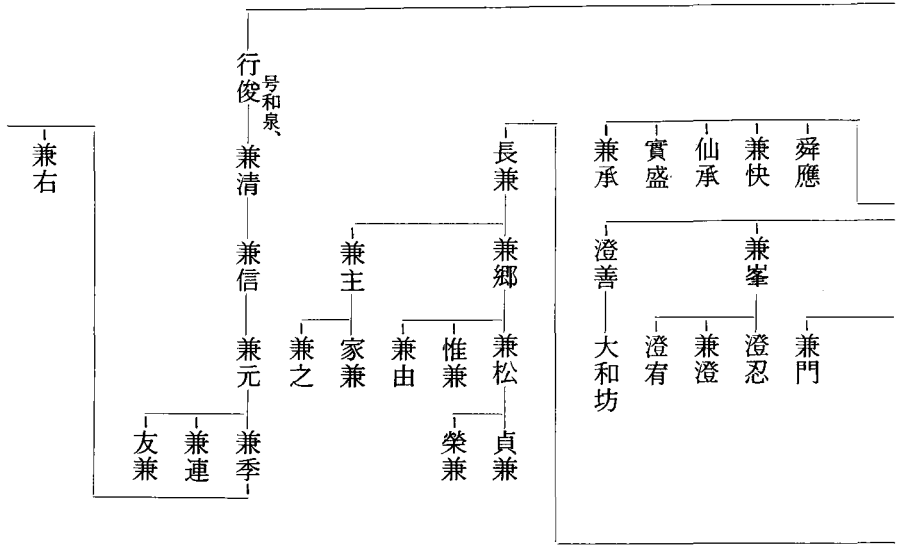 舜應
兼快
仙承
實盛
兼承
兼門
兼峯
澄忍
兼澄
澄宥
澄善
大和坊
長兼
兼郷
兼松
貞兼
榮兼
惟兼
兼由
兼主
家兼
兼之
行俊
号和泉、
兼清
兼信
兼元
兼季
兼連
友兼
兼右